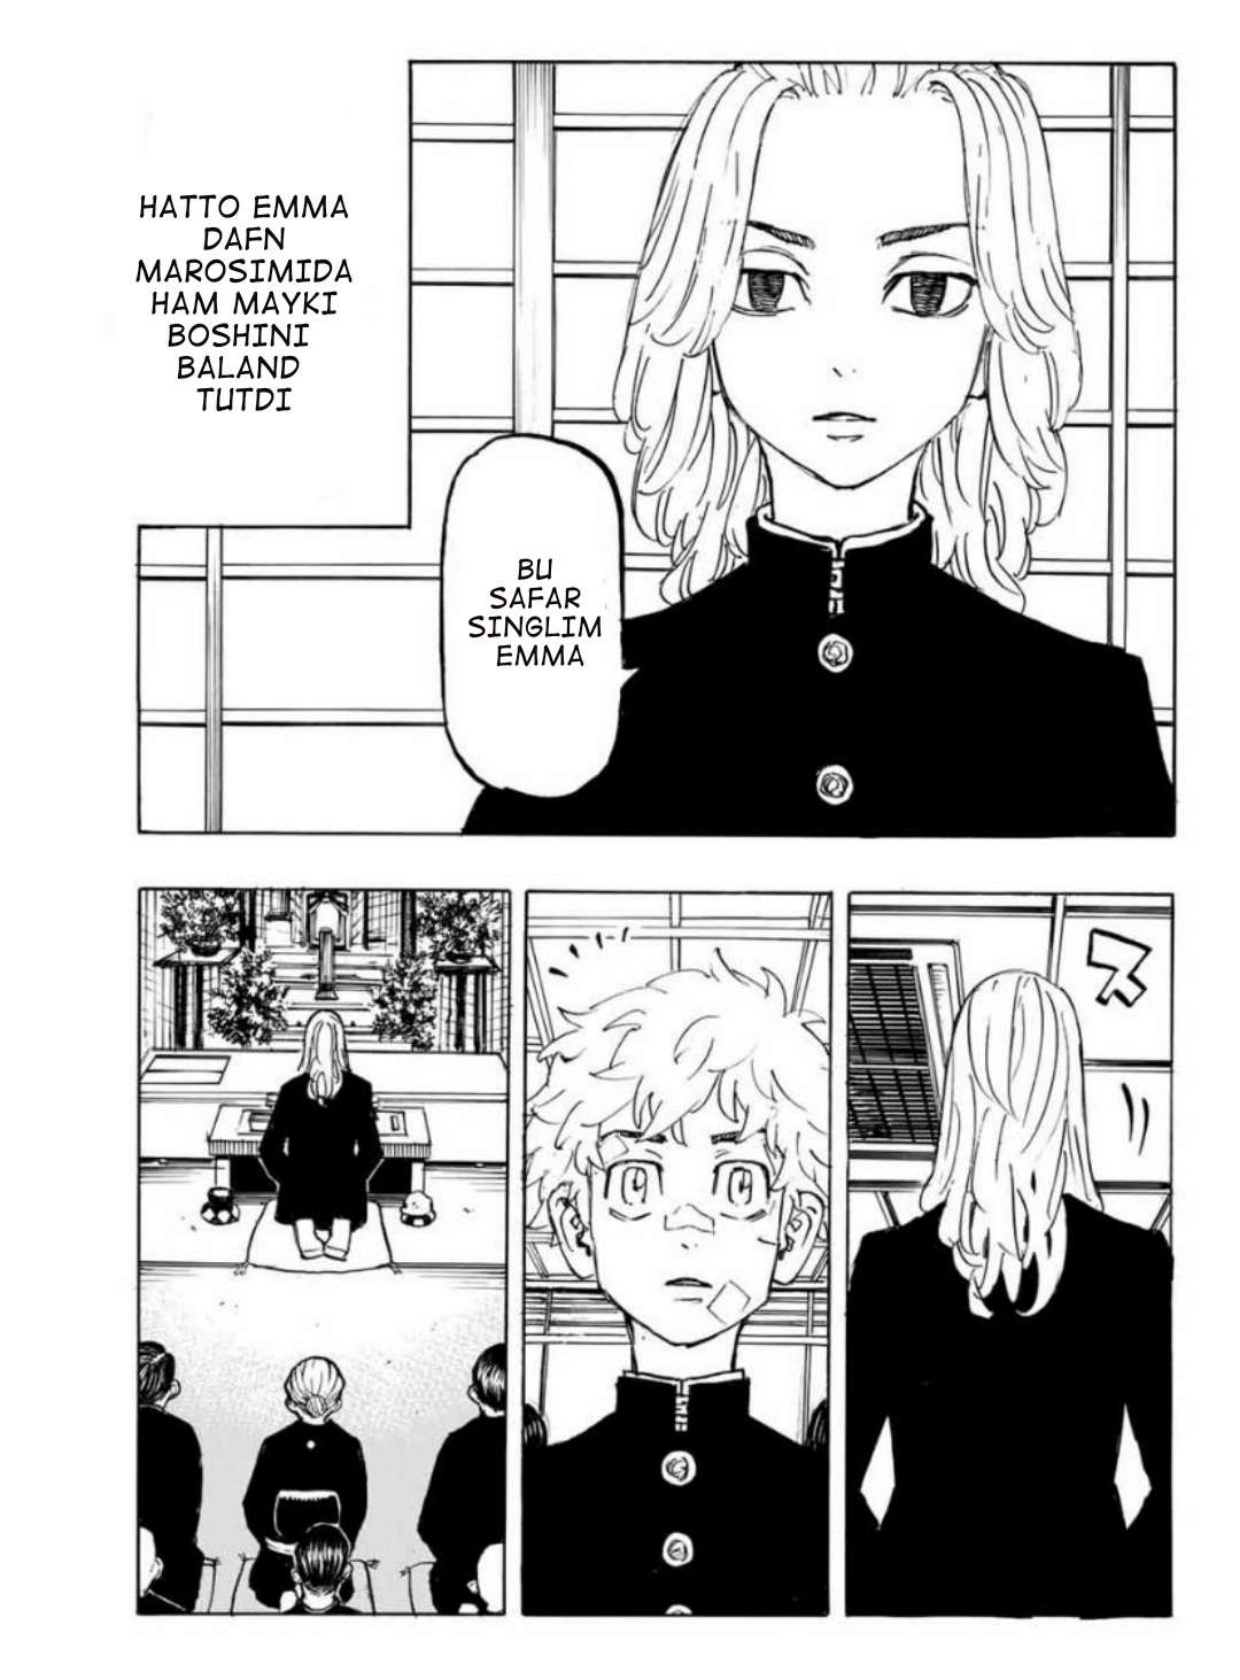 HATTO EMMA
DAFN
MAROSIMIDA
HAM MAYKI
BOSHINI
BALAND
TUTDI
BU
SAFAR
SINGLIM
EMMA
ス